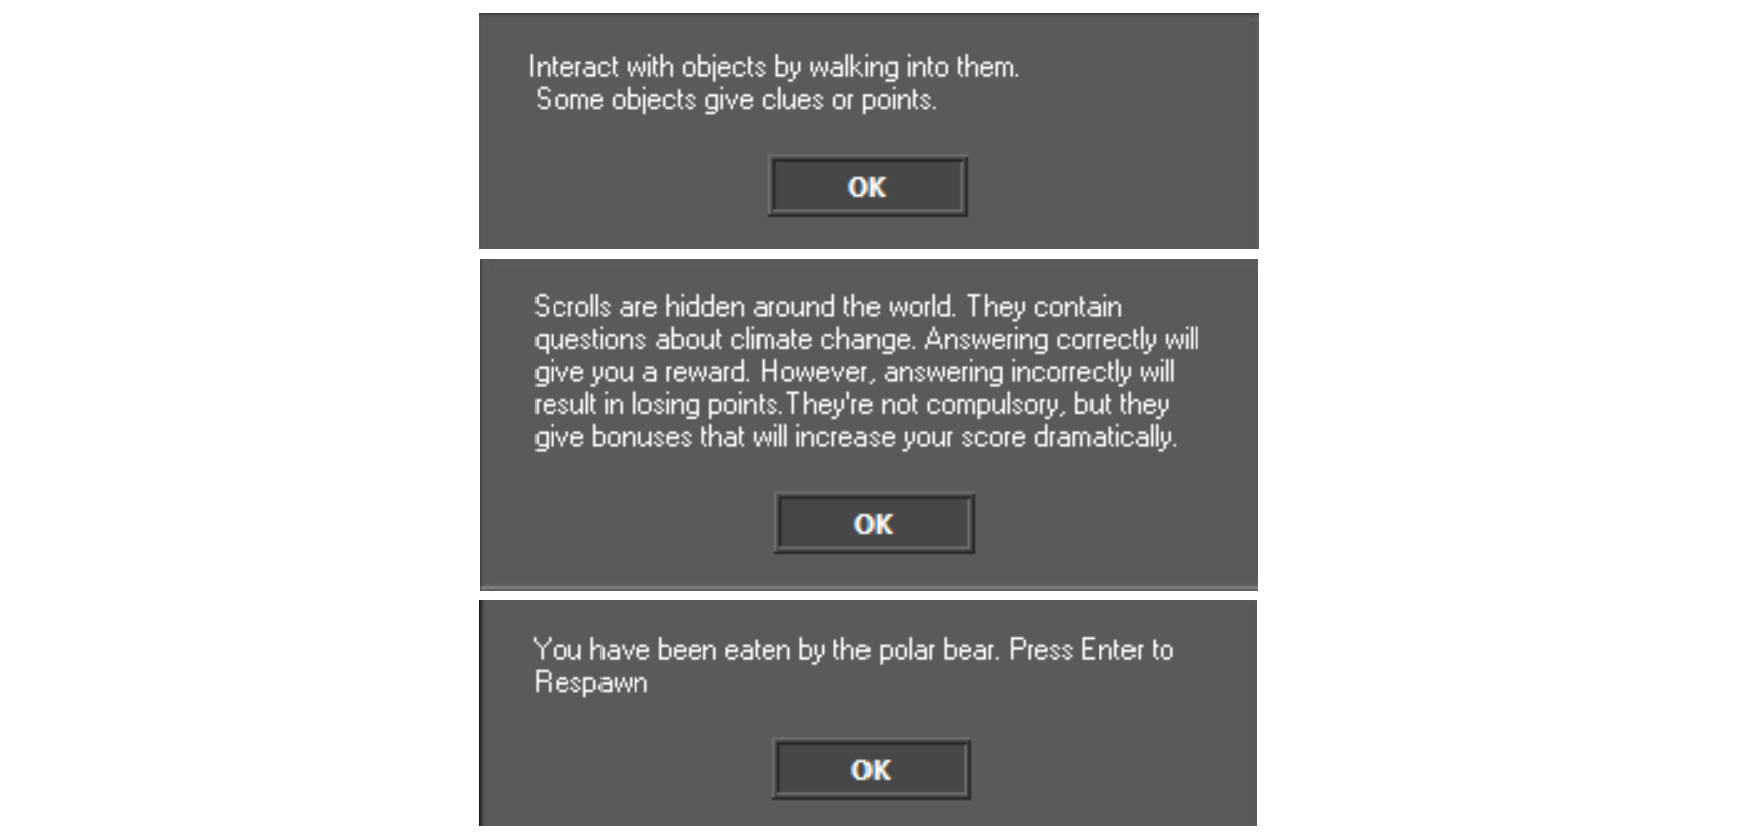 Interact with objects by walking into them.
Some objects give clues or points.
OK
Scrolls are hidden around the world. They contain
questions about climate change. Answering correctly will
give you a reward. However, answering incorrectly will
result in losing points.They're not compulsory, but they
give bonuses that will increase your score dramatically.
OK
You have been eaten by the polar bear. Press Enter to
Respawn
OK